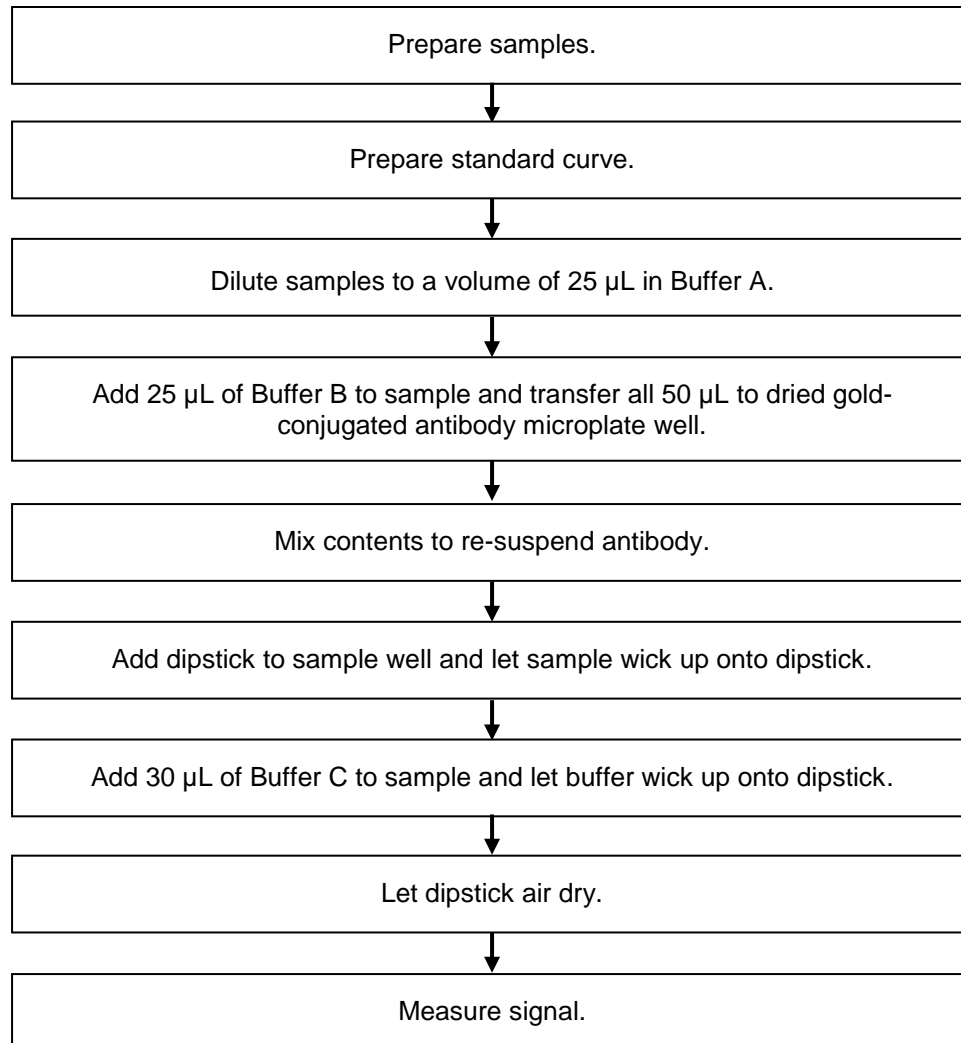 Prepare samples.
Prepare standard curve.
Dilute samples to a volume of 25 µL in Buffer A.
Add 25 µL of Buffer B to sample and transfer all 50 µL to dried gold-
conjugated antibody microplate well.
Mix contents to re-suspend antibody.
Add dipstick to sample well and let sample wick up onto dipstick.
Add 30 µL of Buffer C to sample and let buffer wick up onto dipstick.
Let dipstick air dry.
Measure signal.